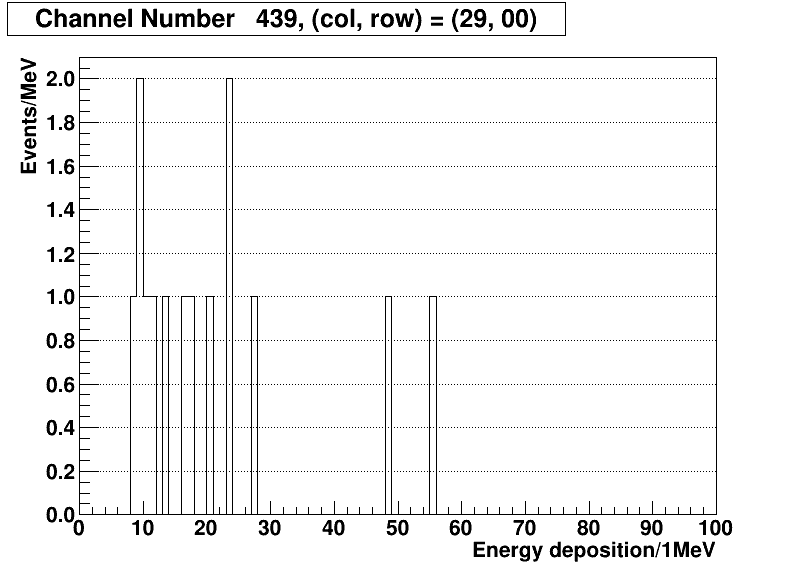 Channel Number 439, (col, row) = (29, 00)
Events/MeV
2.0
1.8
1.6
1.4
1.2
1.0
0.8
0.6
0.4
0.2
0.0
0 10 20 30 40 50 60 70 80 90 100
Energy deposition/1MeV